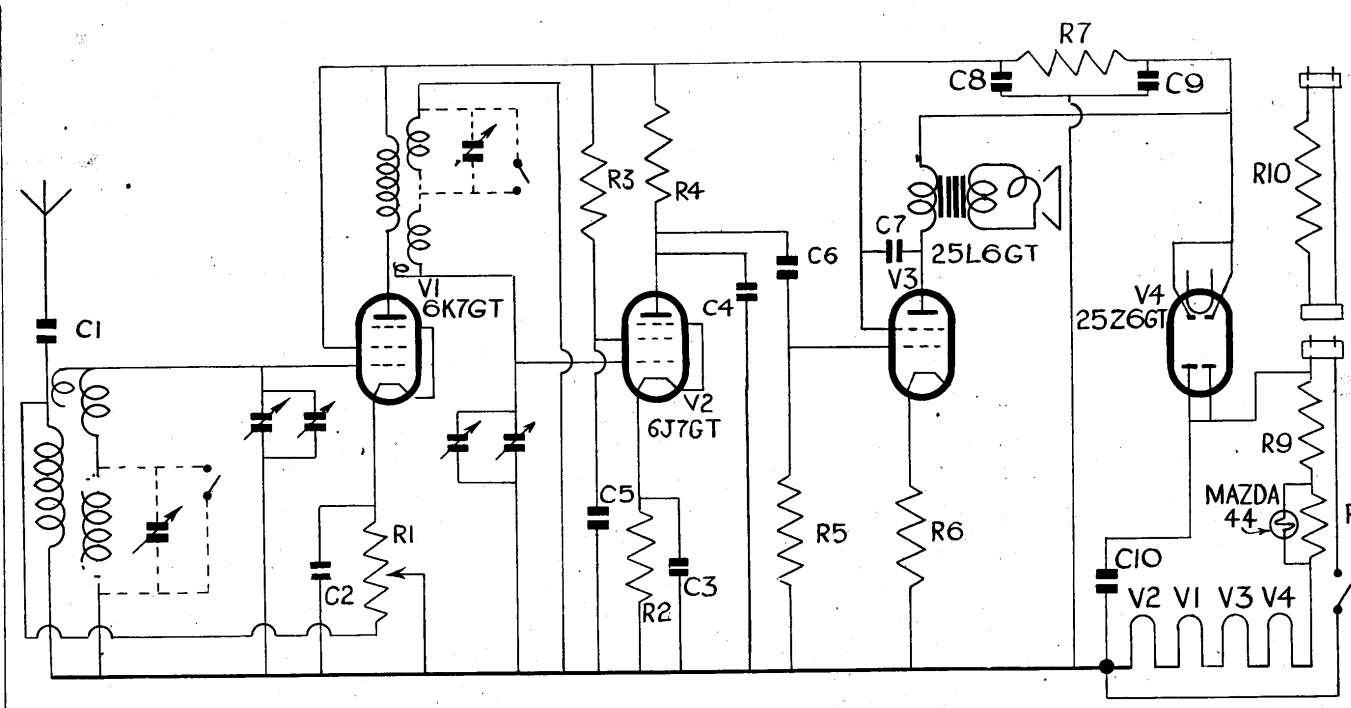 R7
C8
C9
R10
R3
R4
C7
25L6GT
C6
V3
V1
6K7GT
C4
V4
25Z6GT
C1
V2
6J7GT
R9
MAZDA
44
C5
R1
R5
R6
C10
C2
R2
C3
V2 V1 V3 V4